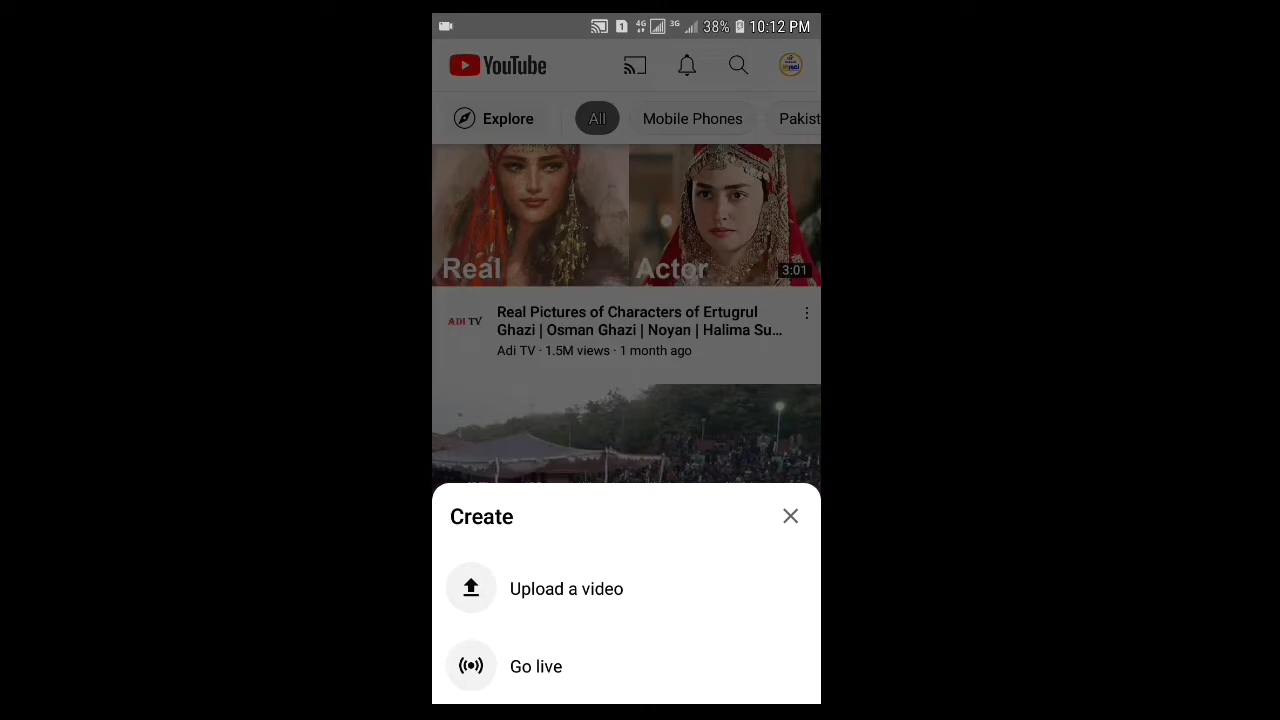 4G 3G 38% 10:12 PM
YouTube
Explore All Mobile Phones Pakist
Real Actor 3:01
ADI TV
Real Pictures of Characters of Ertugrul
Ghazi | Osman Ghazi | Noyan | Halima Su...
Adi TV · 1.5M views · 1 month ago
Create
Upload a video
Go live